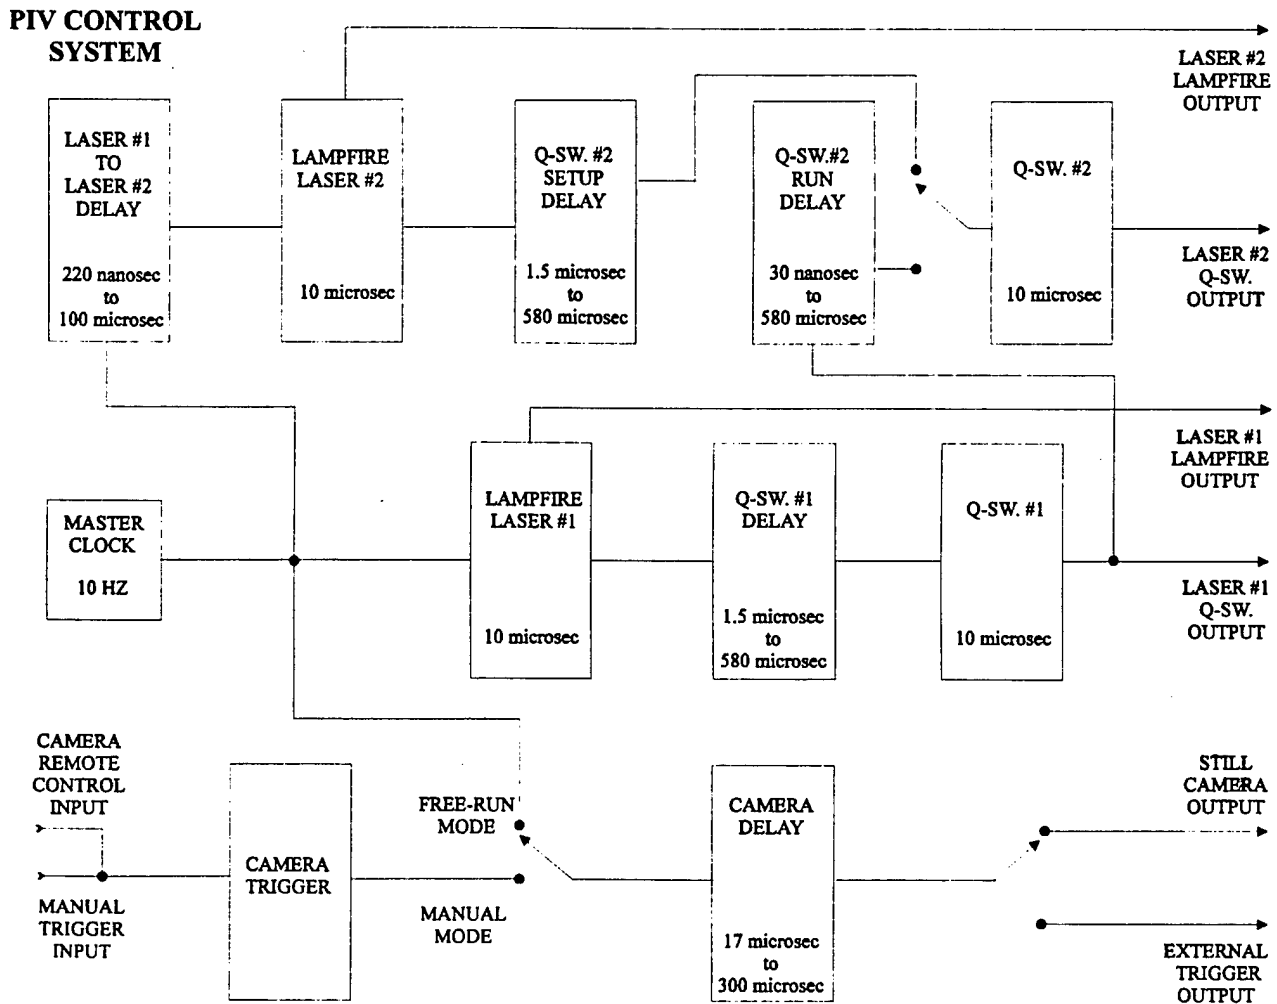 PIV CONTROL
SYSTEM
LASER #2
LAMPFIRE
OUTPUT
LASER #1
TO
LASER #2
DELAY
220 nanosec
to
100 microsec
LAMPFIRE
LASER #2
10 microsec
Q-SW. #2
SETUP
DELAY
1.5 microsec
to
580 microsec
Q-SW.#2
RUN
DELAY
30 nanosec
to
580 microsec
Q-SW. #2
10 microsec
LASER #2
Q-SW.
OUTPUT
LASER #1
LAMPFIRE
OUTPUT
MASTER
CLOCK
10 HZ
LAMPFIRE
LASER #1
10 microsec
Q-SW. #1
DELAY
1.5 microsec
to
580 microsec
Q-SW. #1
10 microsec
LASER #1
Q-SW.
OUTPUT
CAMERA
REMOTE
CONTROL
INPUT
MANUAL
TRIGGER
INPUT
CAMERA
TRIGGER
FREE-RUN
MODE
MANUAL
MODE
CAMERA
DELAY
17 microsec
to
300 microsec
STILL
CAMERA
OUTPUT
EXTERNAL
TRIGGER
OUTPUT